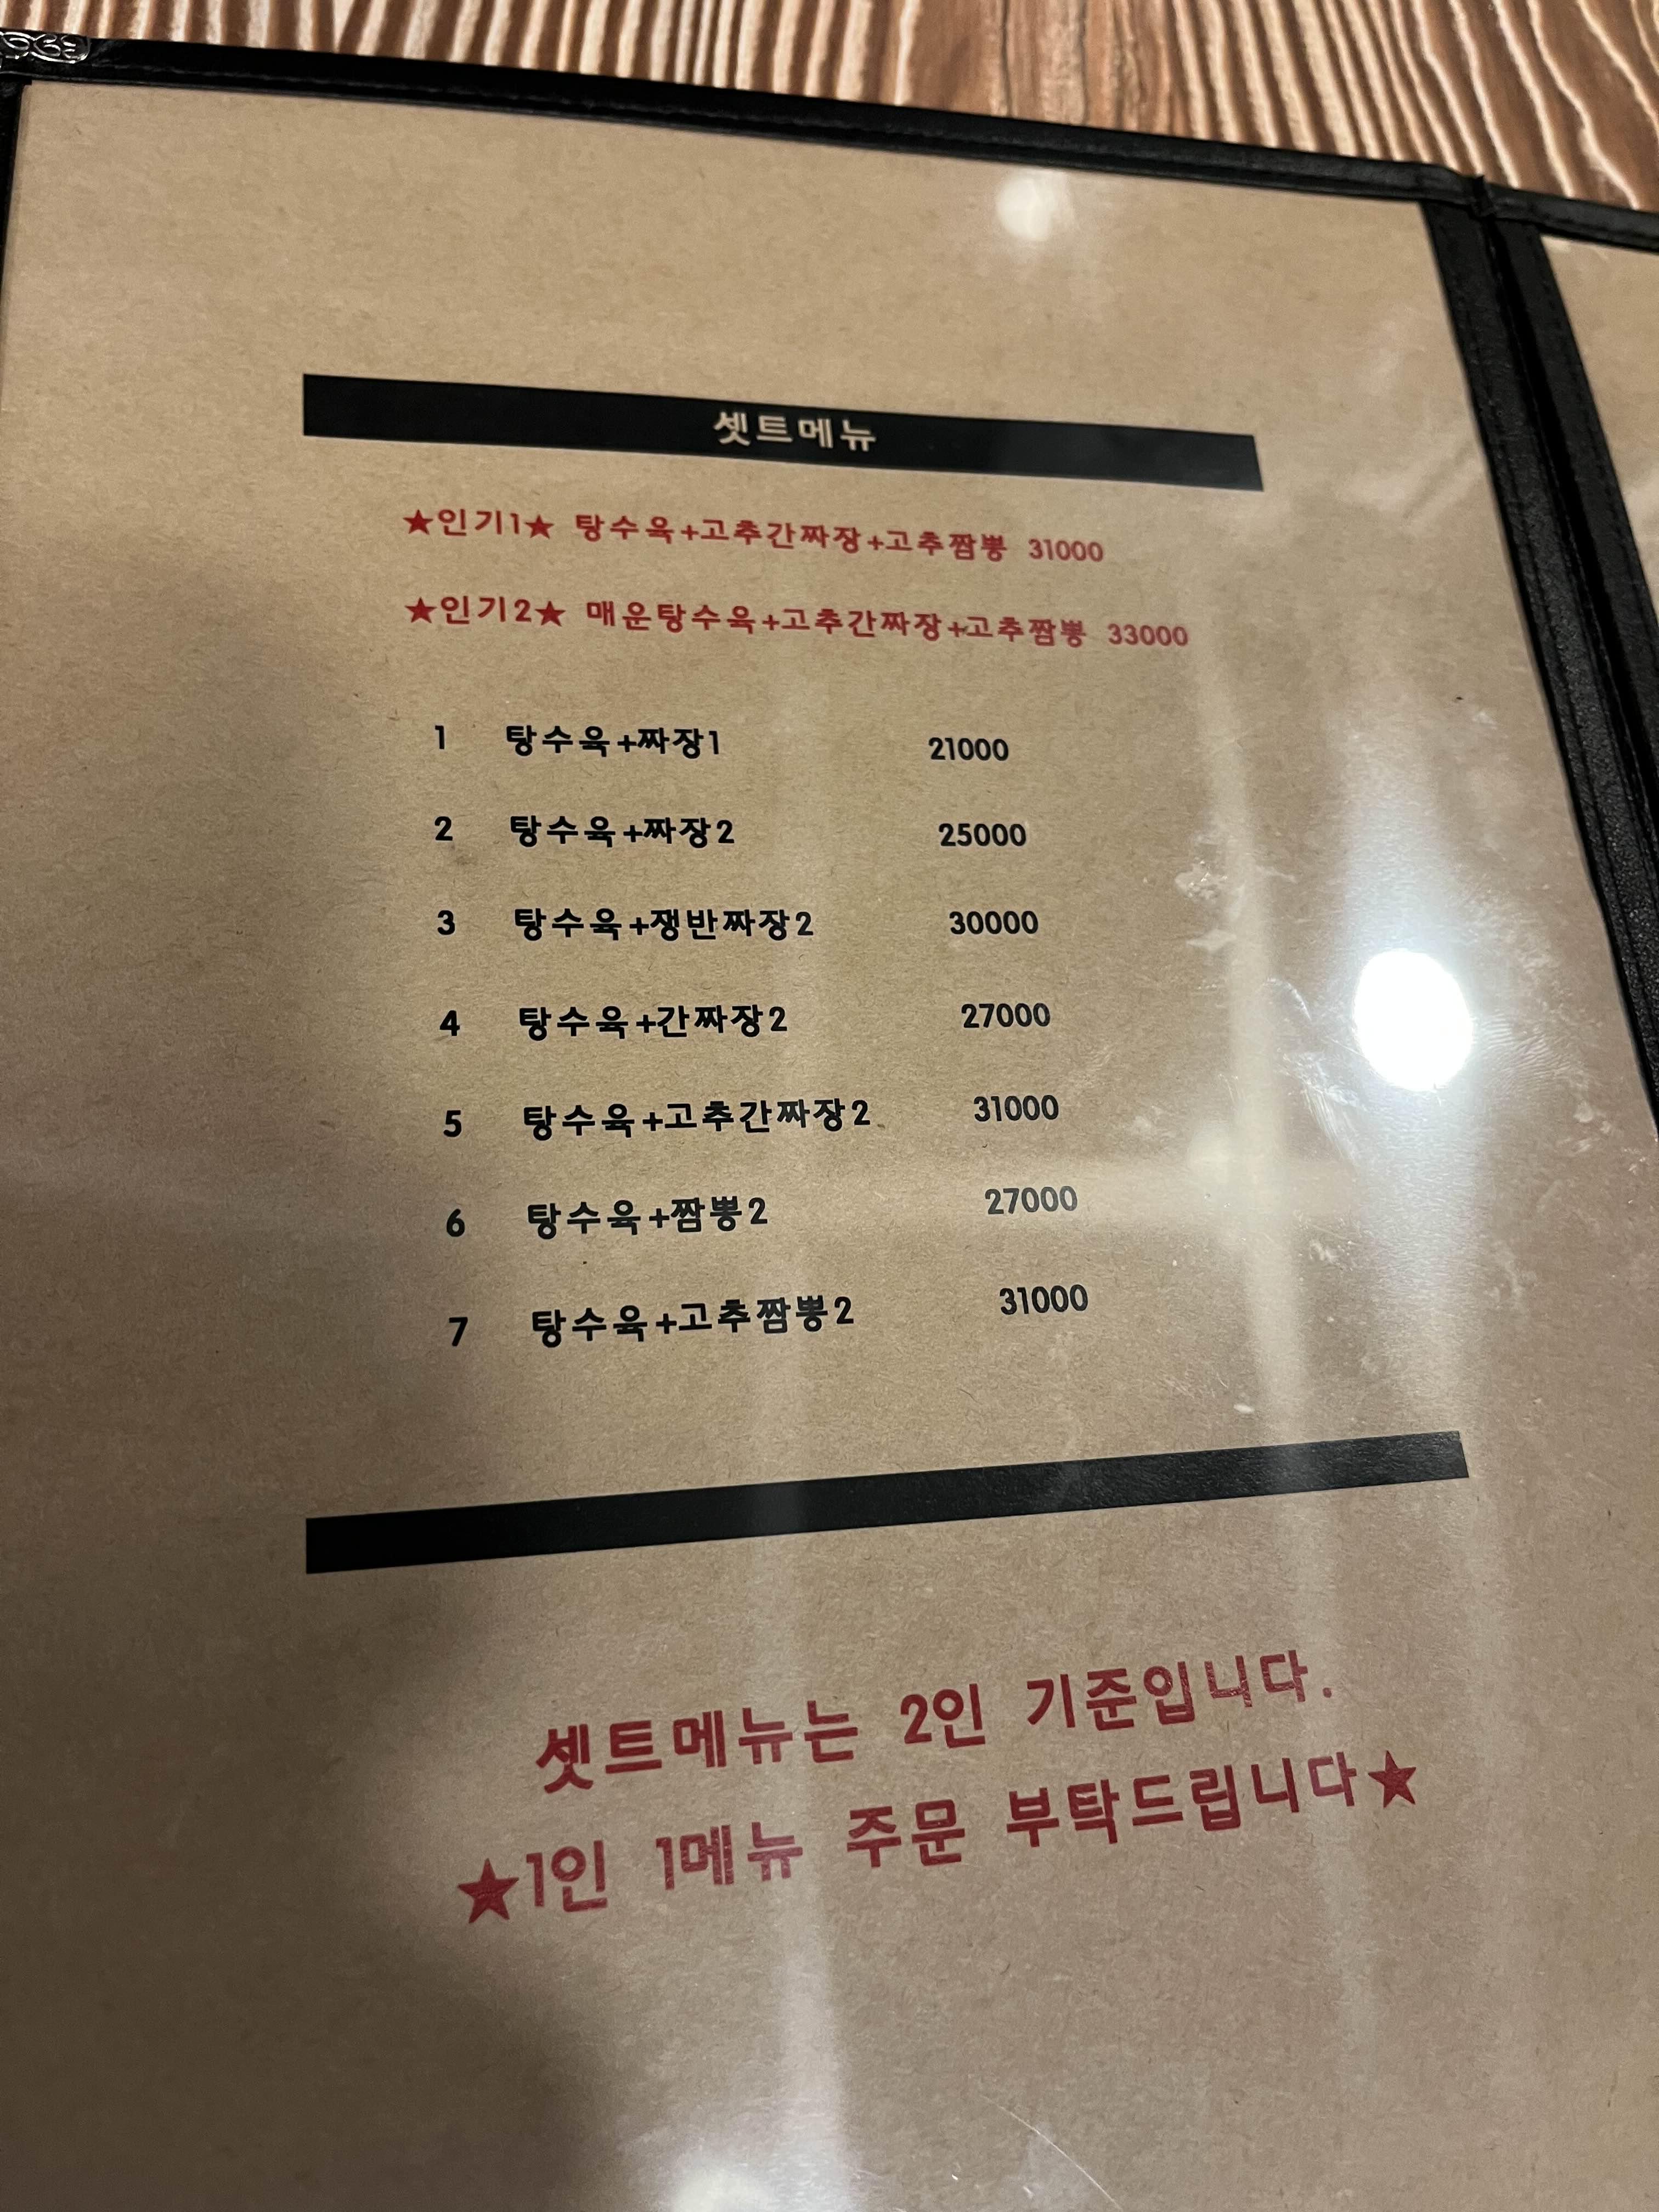 셋트메뉴
★인기1★ 탕수육+고추간짜장+고추짬뽕 31000
★인기2★ 매운탕수육+고추간짜장+고추짬뽕 33000
1 탕수육+짜장1 21000
2 탕수육+짜장2 25000
3 탕수육+쟁반짜장2 30000
4 탕수육+간짜장2 27000
5 탕수육+고추간짜장2 31000
6 탕수육+짬뽕2 27000
7 탕수육+고추짬뽕2 31000
셋트메뉴는 2인 기준입니다.
★1인 1메뉴 주문 부탁드립니다★